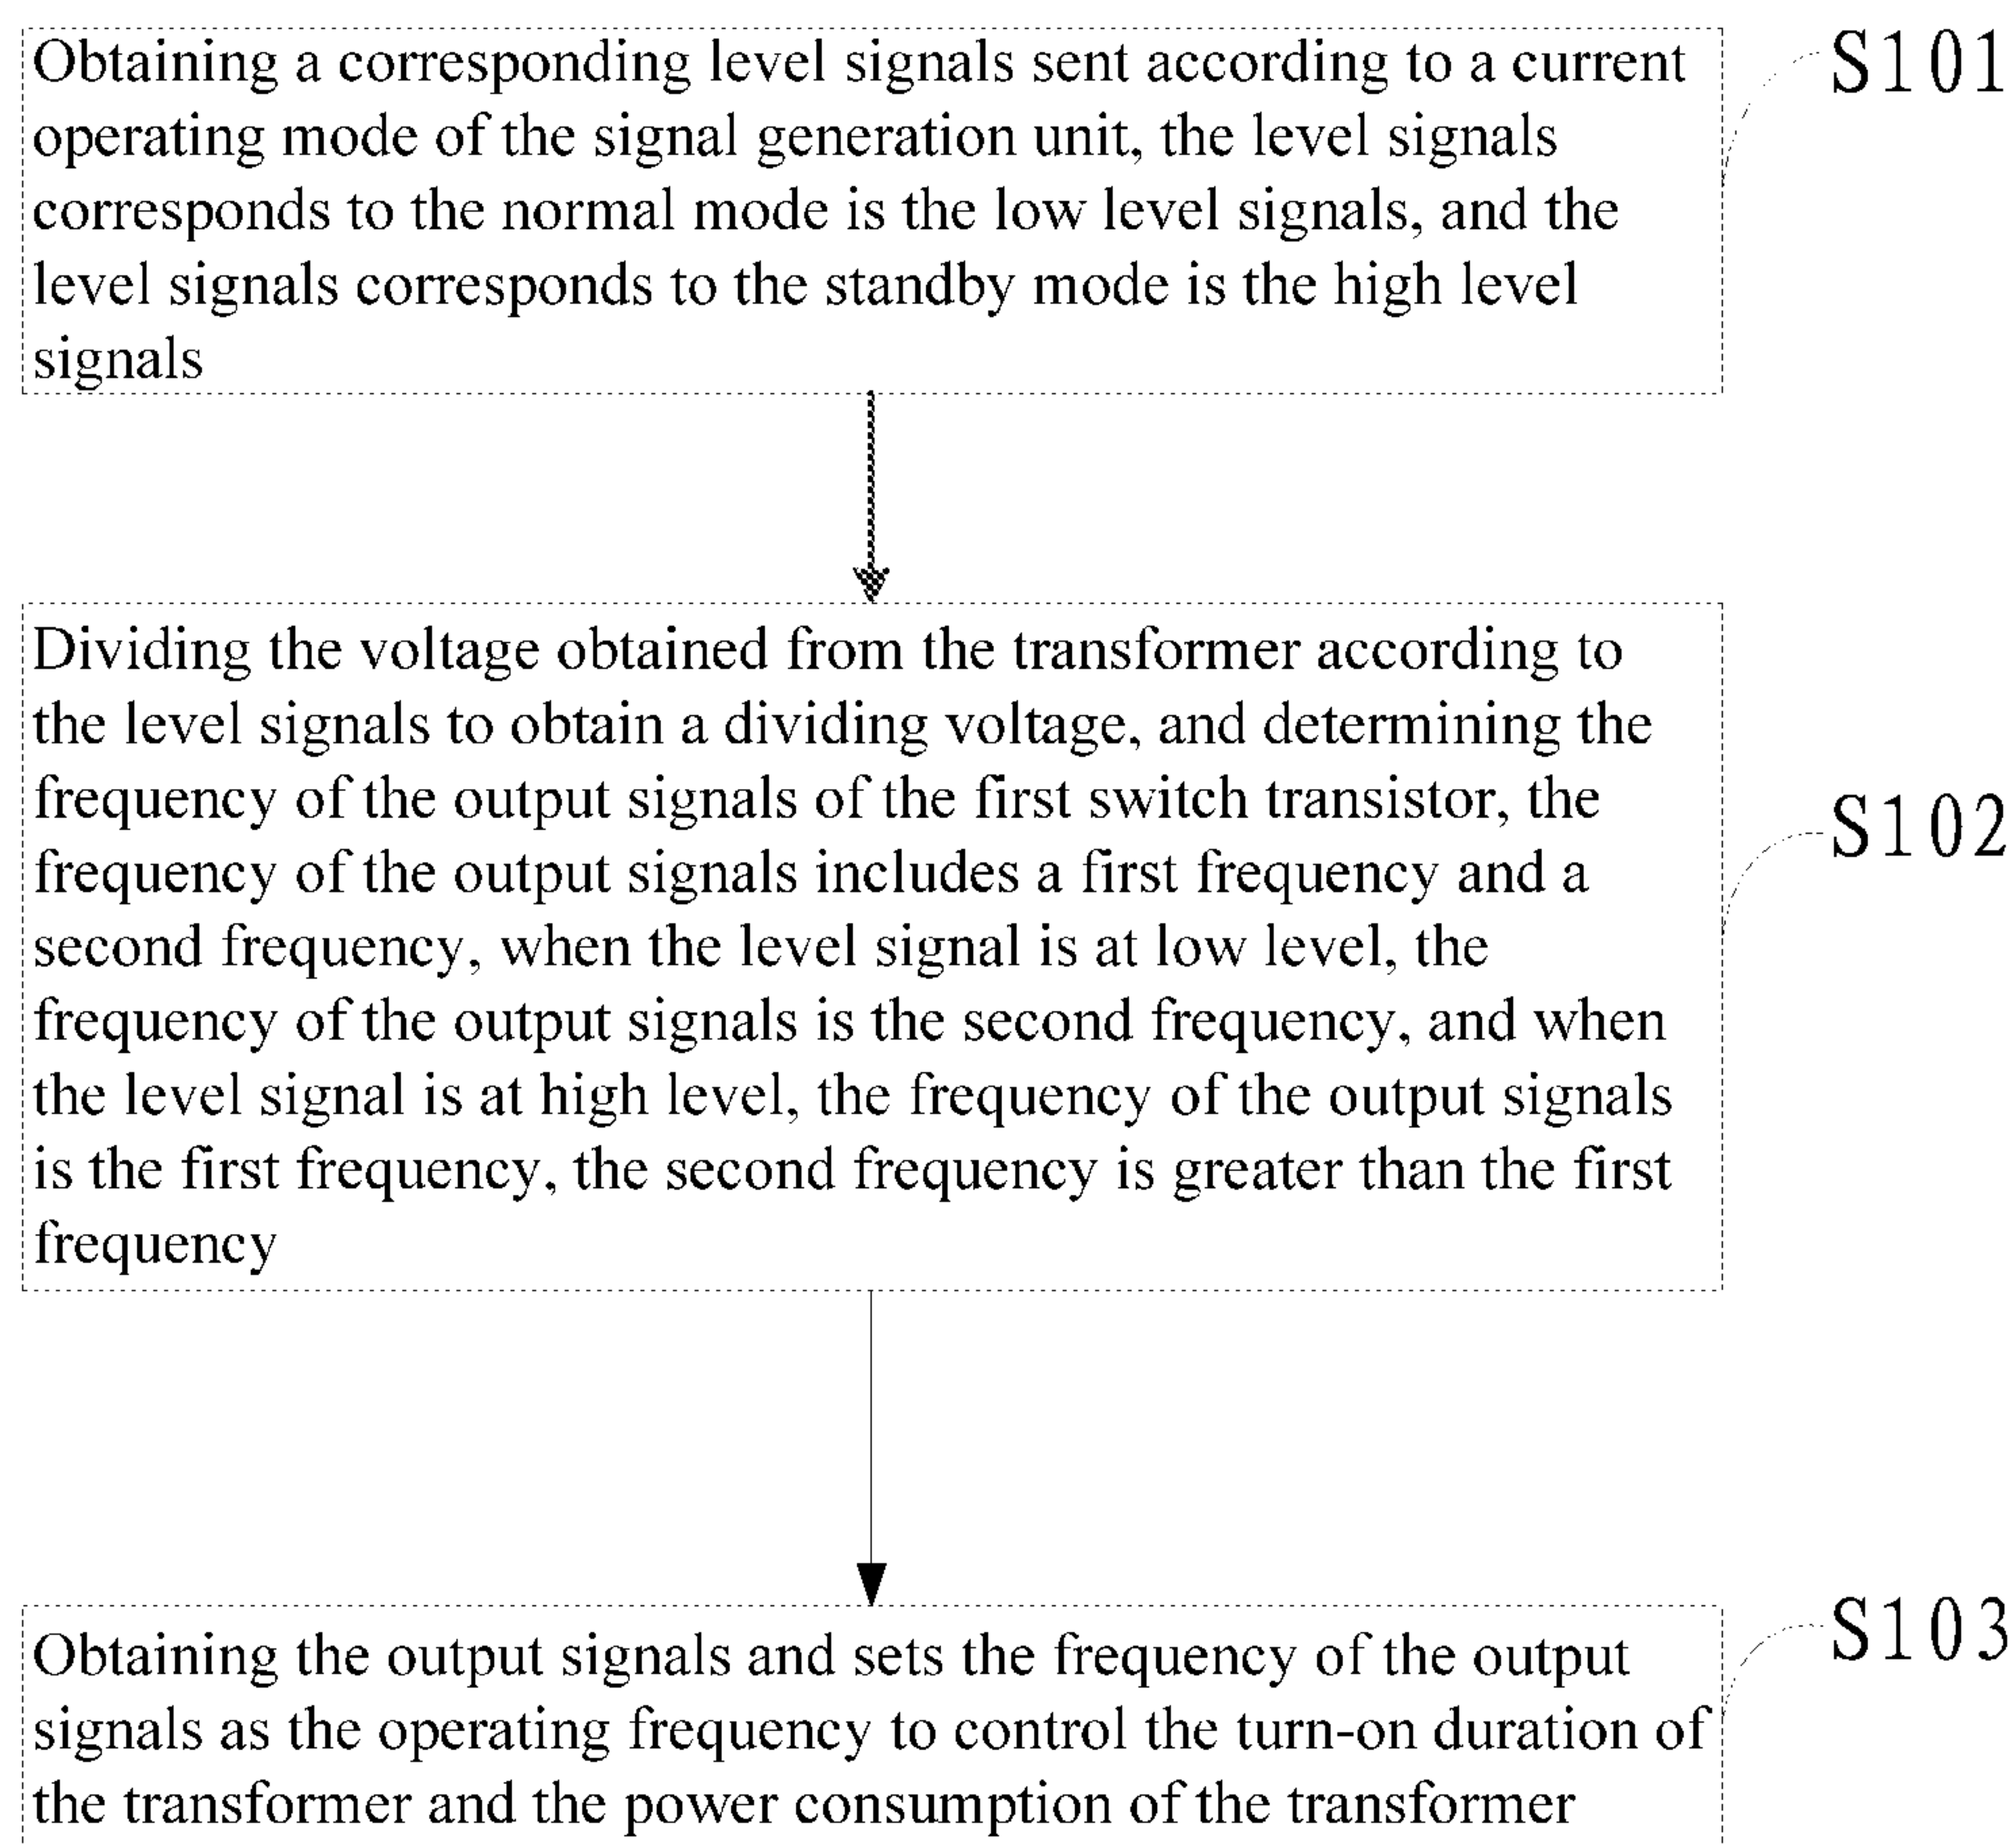 Obtaining a corresponding level signals sent according to a current
operating mode of the signal generation unit, the level signals
corresponds to the normal mode is the low level signals, and the
level signals corresponds to the standby mode is the high level
signals
S101
Dividing the voltage obtained from the transformer according to
the level signals to obtain a dividing voltage, and determining the
frequency of the output signals of the first switch transistor, the
frequency of the output signals includes a first frequency and a
second frequency, when the level signal is at low level, the
frequency of the output signals is the second frequency, and when
the level signal is at high level, the frequency of the output signals
is the first frequency, the second frequency is greater than the first
frequency
S102
Obtaining the output signals and sets the frequency of the output
signals as the operating frequency to control the turn-on duration of
the transformer and the power consumption of the transformer
S103